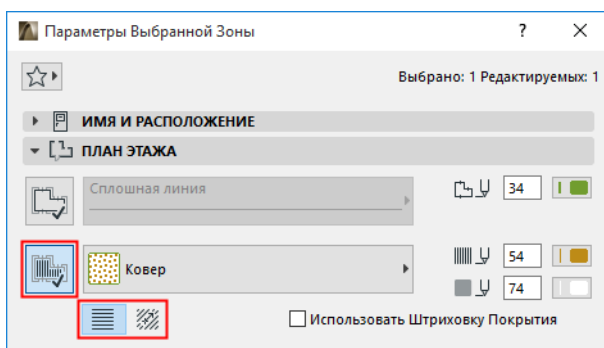 Параметры Выбранной Зоны ?
Выбрано: 1 Редактируемых: 1
ИМЯ И РАСПОЛОЖЕНИЕ
ПЛАН ЭТАЖА
Сплошная линия 34
Ковер 54
74
Использовать Штриховку Покрытия